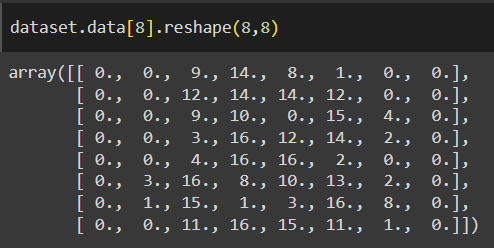 dataset.data[8].reshape(8,8)
array([[ 0.,  0.,  9., 14.,  8.,  1.,  0.,  0.],
       [ 0.,  0., 12., 14., 14., 12.,  0.,  0.],
       [ 0.,  0.,  9., 10.,  0., 15.,  4.,  0.],
       [ 0.,  0.,  3., 16., 12., 14.,  2.,  0.],
       [ 0.,  0.,  4., 16., 16.,  2.,  0.,  0.],
       [ 0.,  3., 16.,  8., 10., 13.,  2.,  0.],
       [ 0.,  1., 15.,  1.,  3., 16.,  8.,  0.],
       [ 0.,  0., 11., 16., 15., 11.,  1.,  0.]])